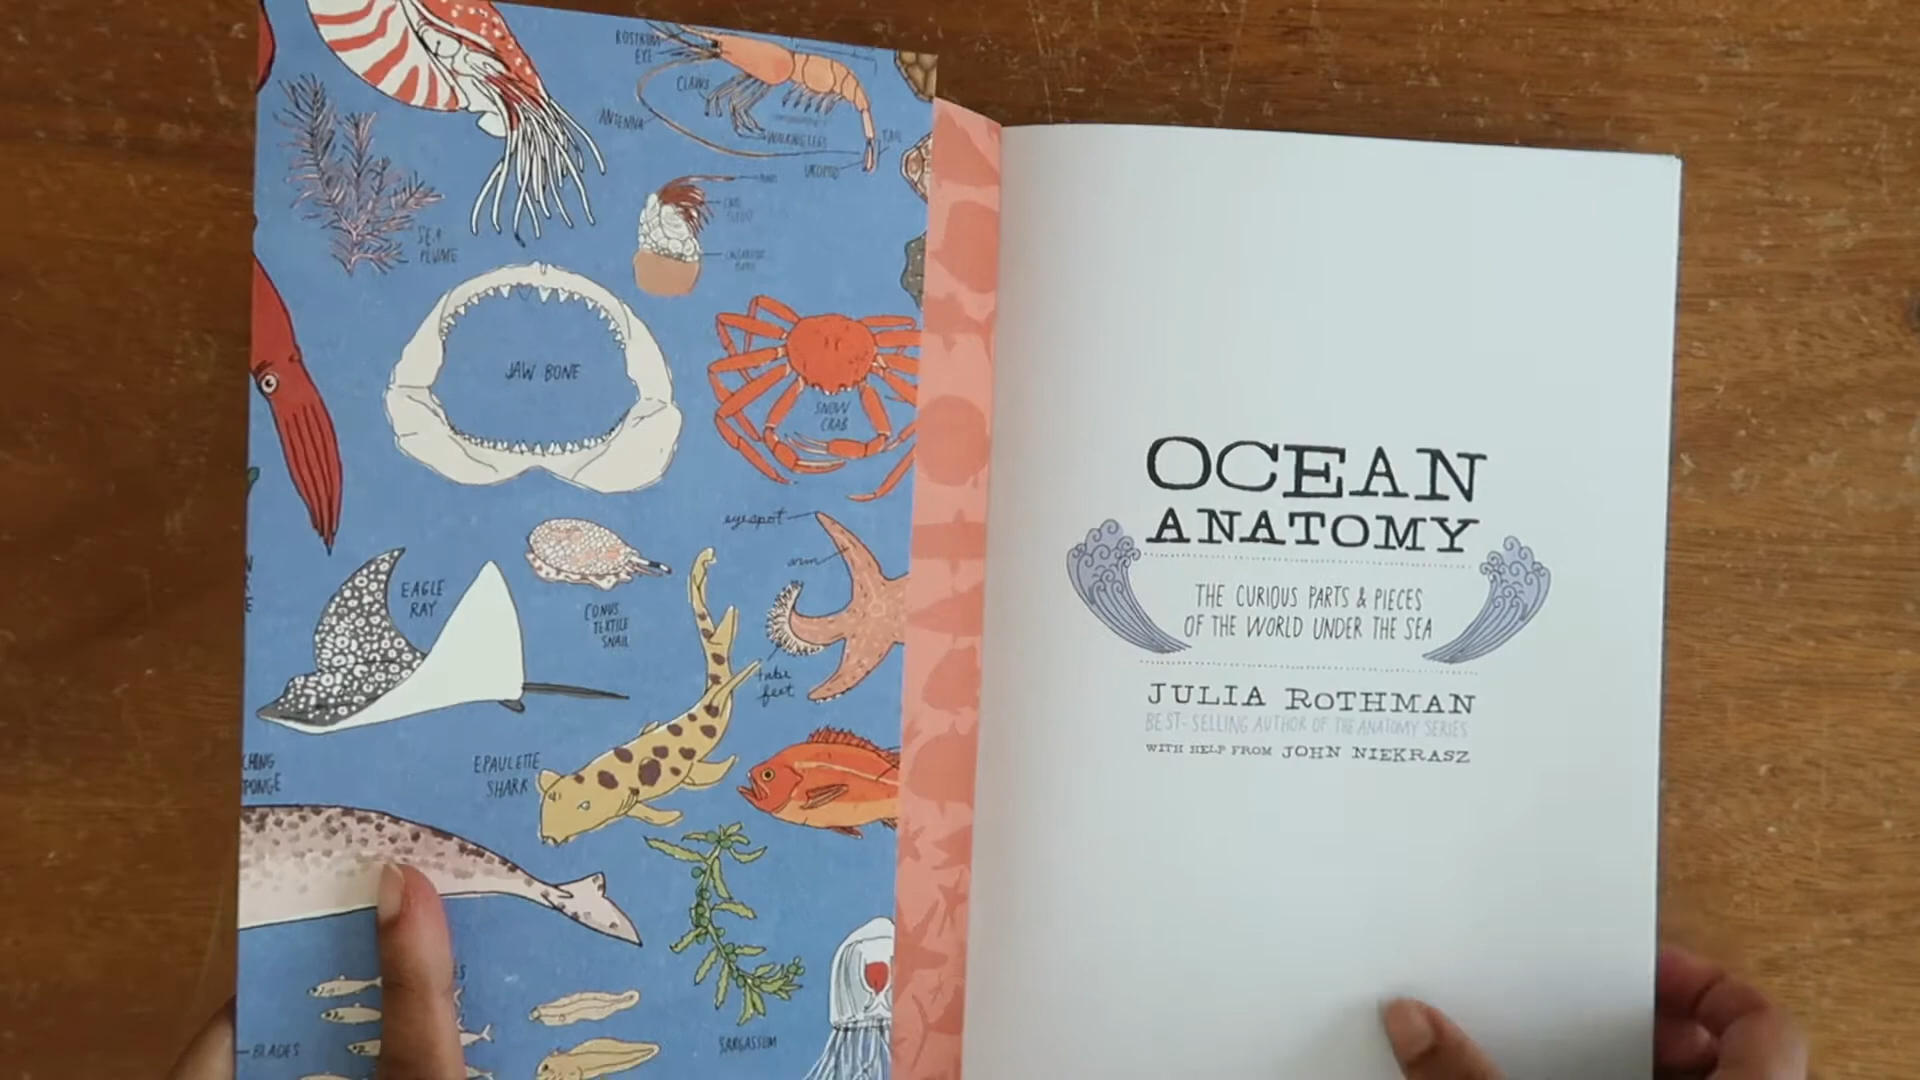 ROSTRUM
EYE
CLAWS
ANTENNA
WALKING LEGS
TAIL
UROPOD
SEA
PLUME
JAW BONE
SNOW
CRAB
eyespot
arm
EAGLE
RAY
CONUS
TEXTILE
SNAIL
tube
feet
EPAULETTE
SHARK
SARGASSUM
BLADES
OCEAN
ANATOMY
THE CURIOUS PARTS & PIECES
OF THE WORLD UNDER THE SEA
JULIA ROTHMAN
BEST-SELLING AUTHOR OF THE ANATOMY SERIES
WITH HELP FROM JOHN NIEKRASZ